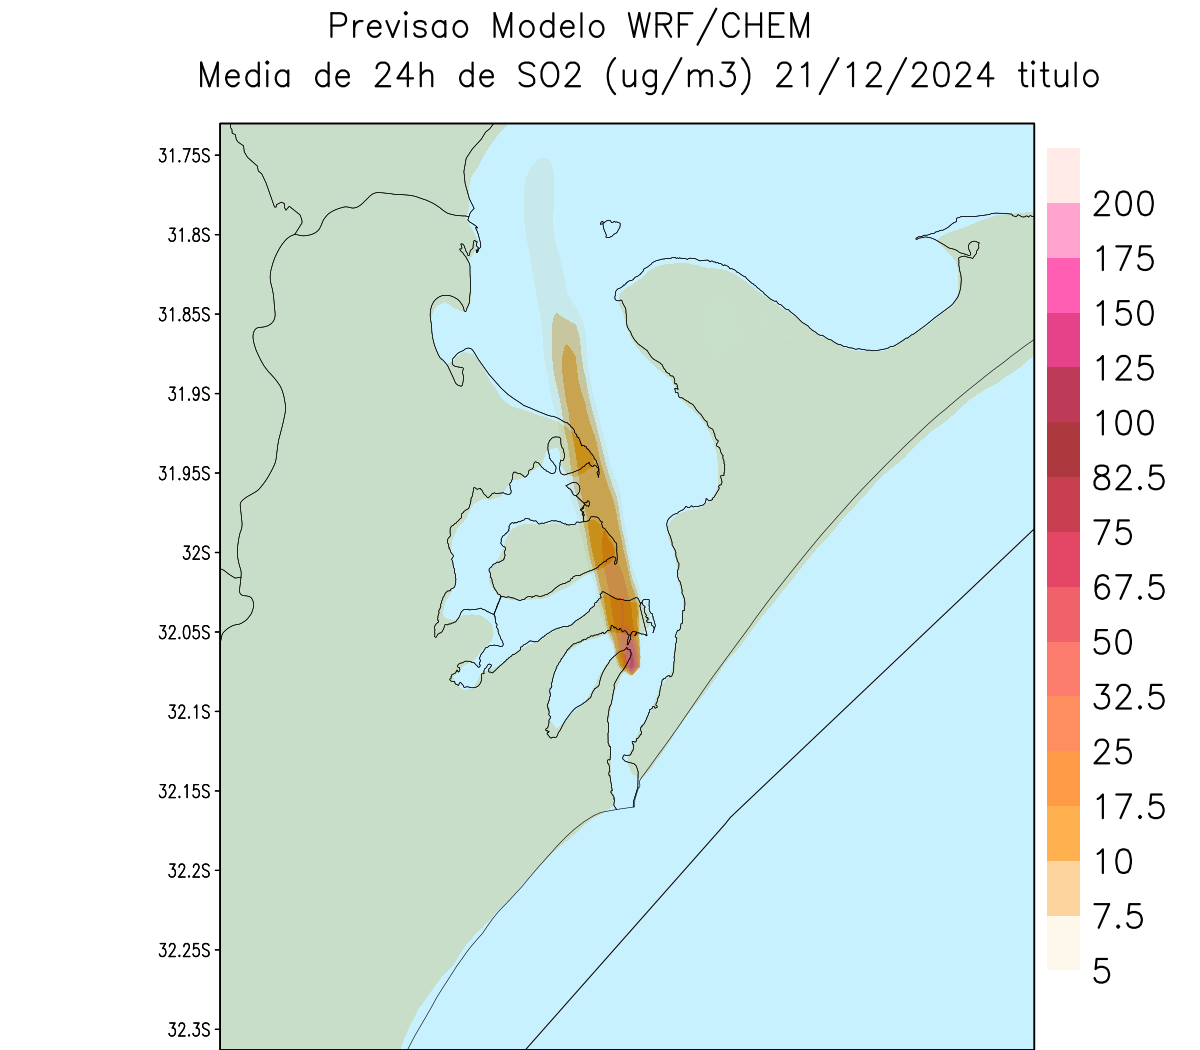 Previsao Modelo WRF/CHEM
Media de 24h de SO2 (ug/m3) 21/12/2024 titulo
31.75S
31.8S
31.85S
31.9S
31.95S
32S
32.05S
32.1S
32.15S
32.2S
32.25S
32.3S
200
175
150
125
100
82.5
75
67.5
50
32.5
25
17.5
10
7.5
5